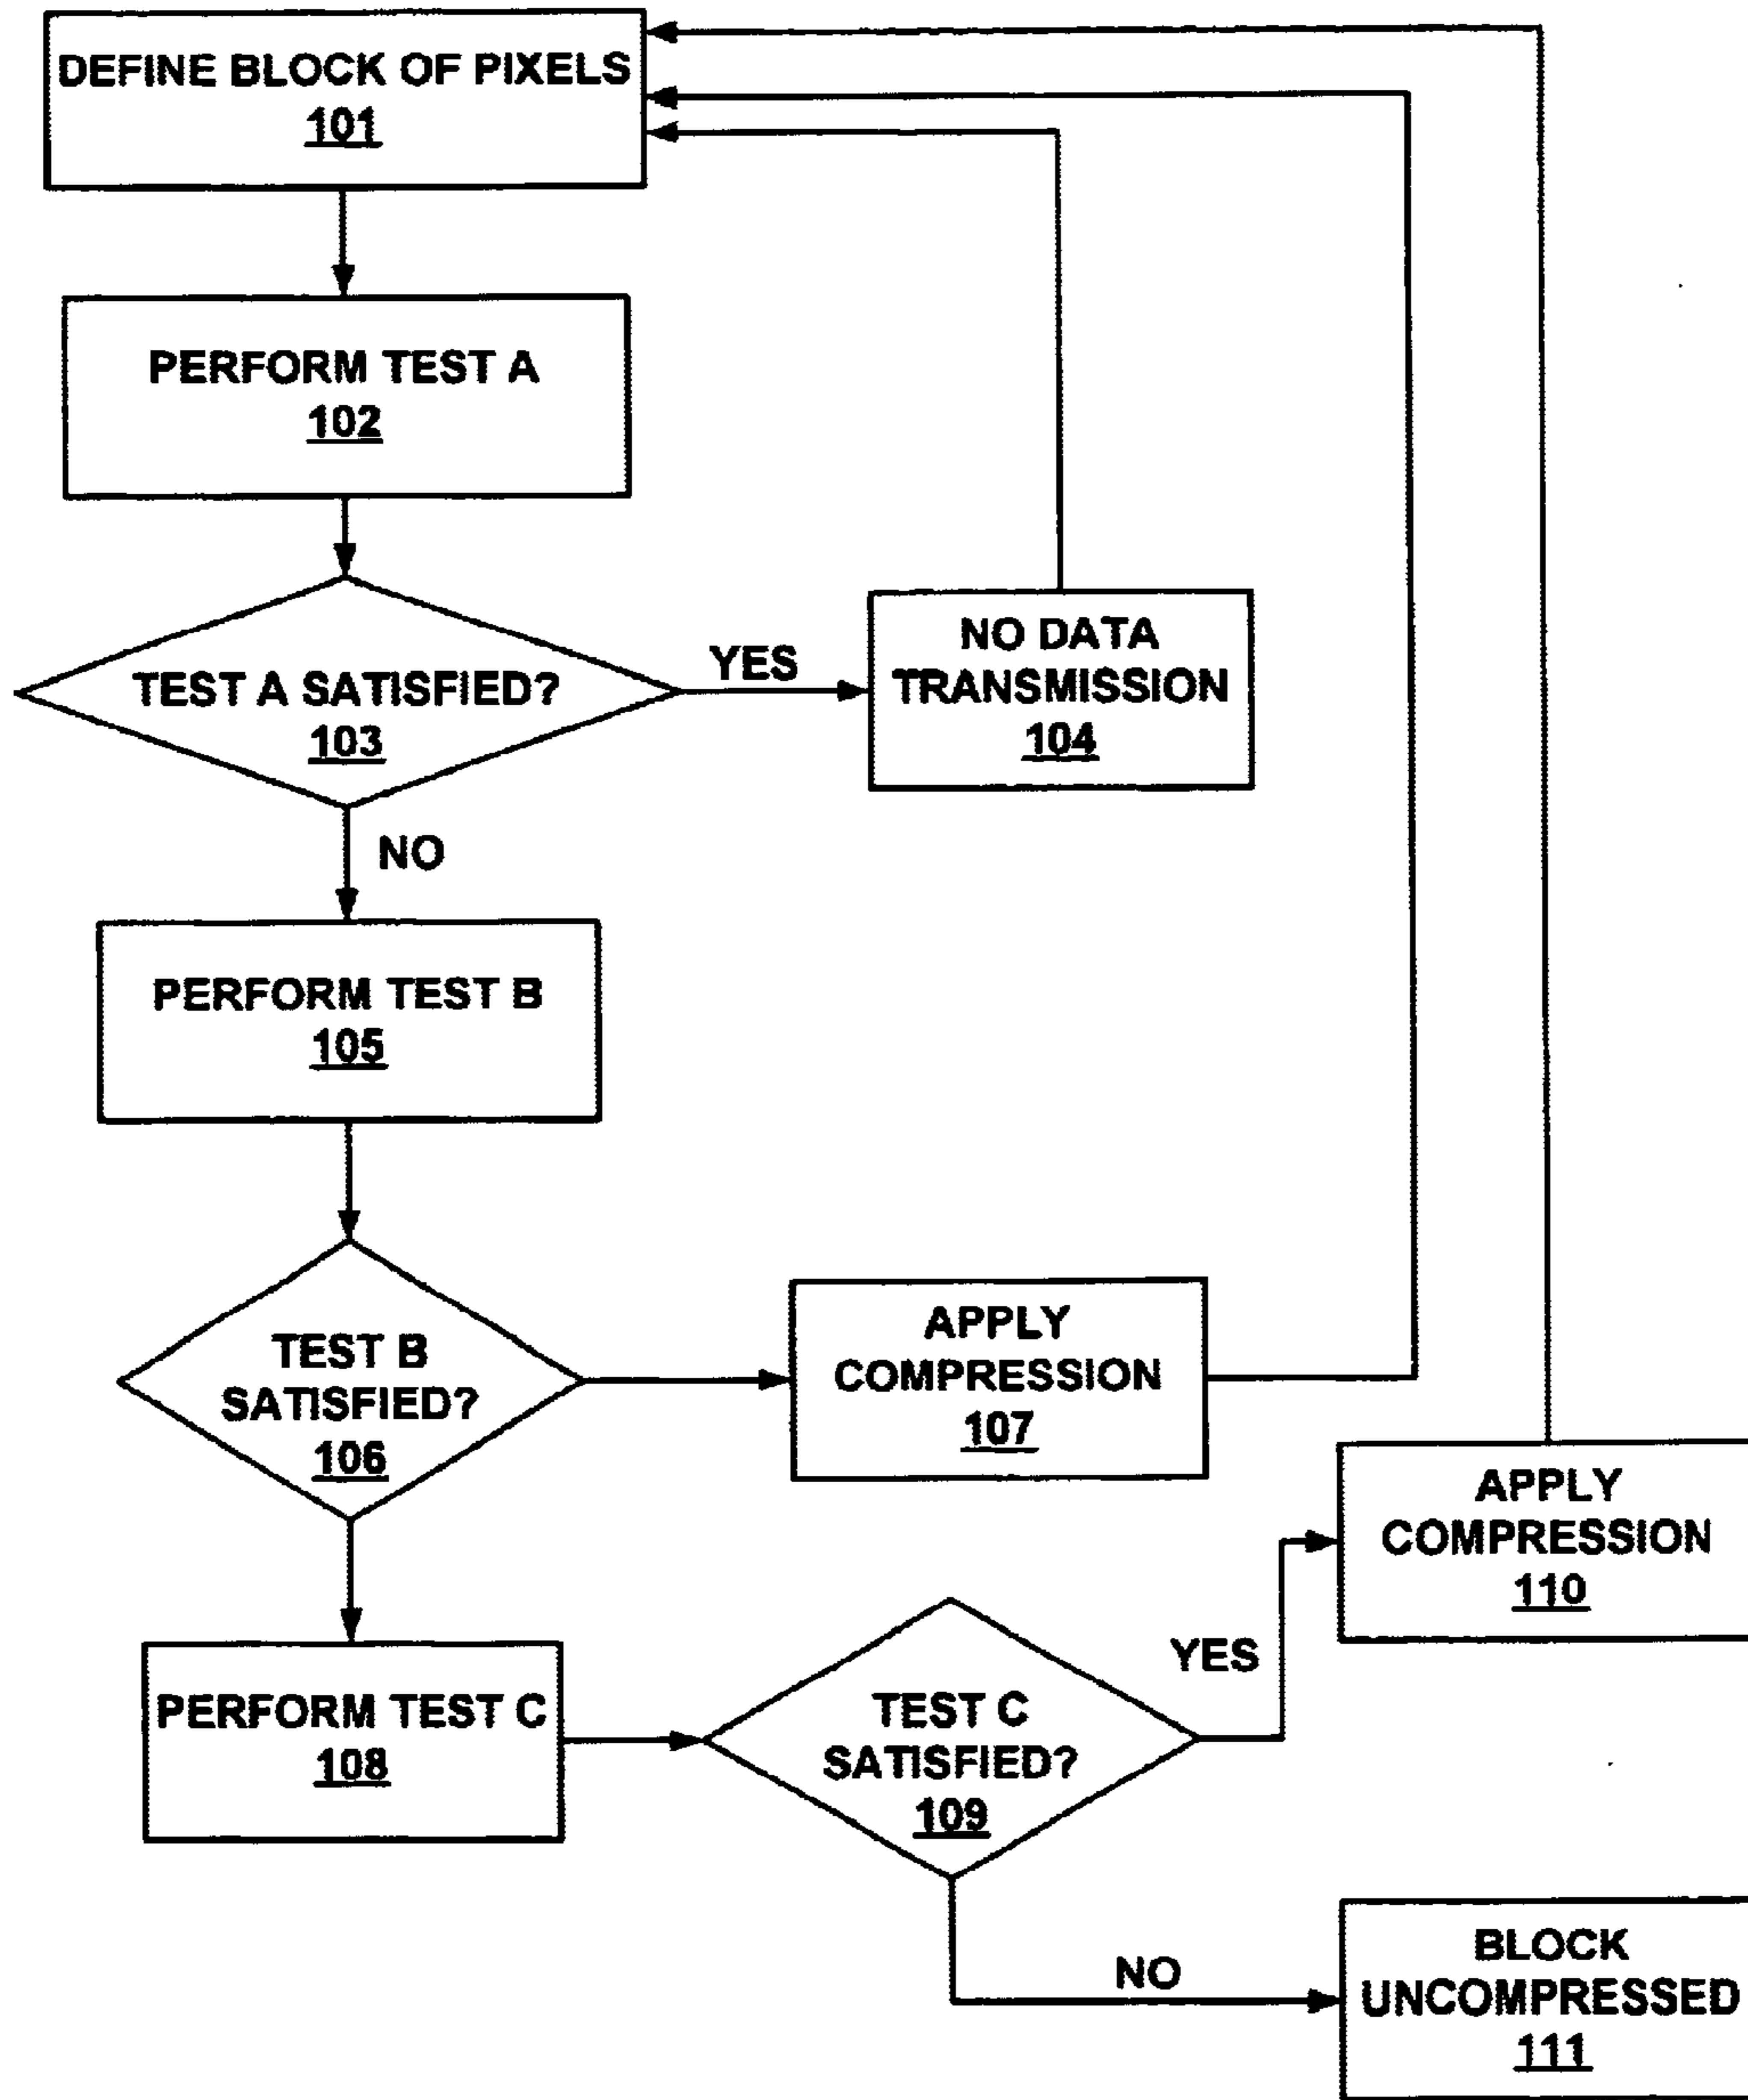 DEFINE BLOCK OF PIXELS
101
PERFORM TEST A
102
TEST A SATISFIED?
103
YES
NO DATA
TRANSMISSION
104
NO
PERFORM TEST B
105
TEST B
SATISFIED?
106
APPLY
COMPRESSION
107
PERFORM TEST C
108
TEST C
SATISFIED?
109
YES
APPLY
COMPRESSION
110
NO
BLOCK
UNCOMPRESSED
111